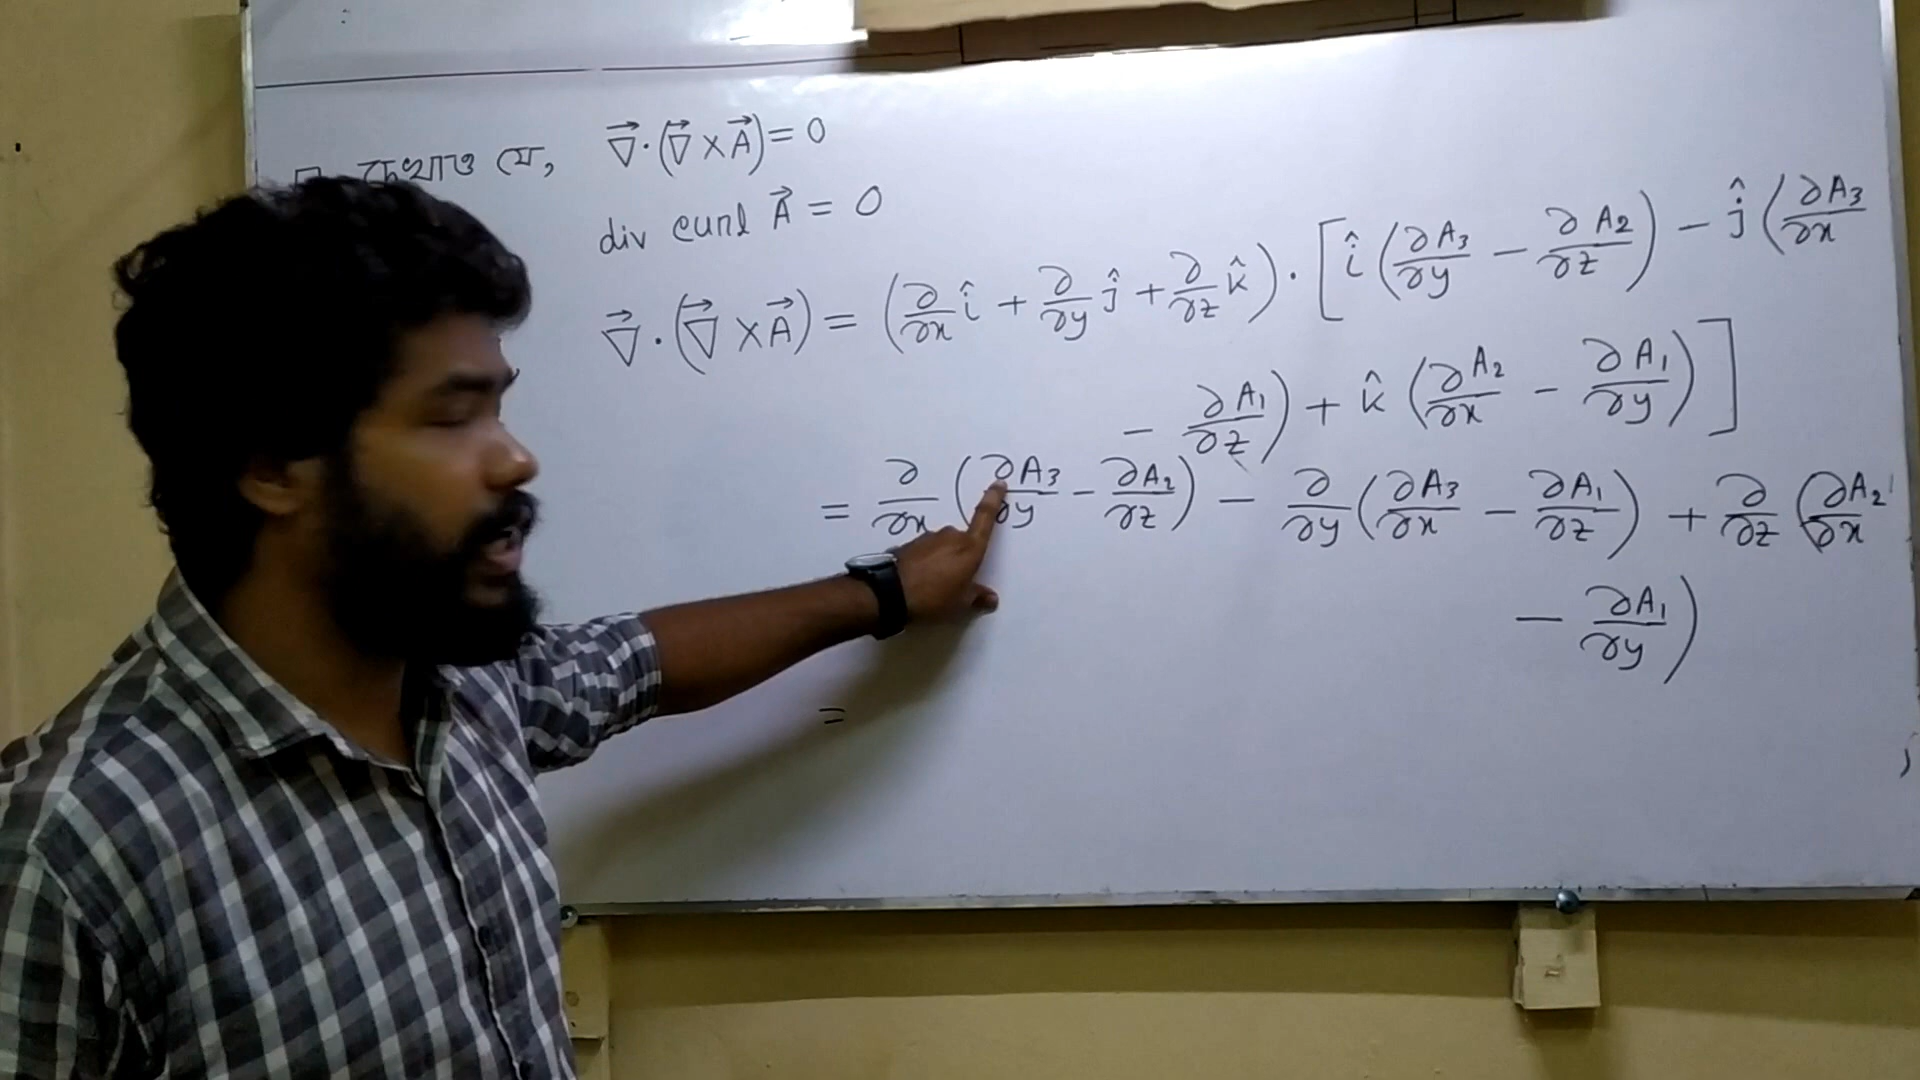 দেখাও যে, ∇⃗·(∇⃗×A⃗)=0
div curl A⃗ = 0
∇⃗·(∇⃗×A⃗) = (∂/∂x î + ∂/∂y ĵ + ∂/∂z k̂)·[î(∂A₃/∂y − ∂A₂/∂z) − ĵ(∂A₃/∂x
− ∂A₁/∂z) + k̂(∂A₂/∂x − ∂A₁/∂y)]
= ∂/∂x(∂A₃/∂y − ∂A₂/∂z) − ∂/∂y(∂A₃/∂x − ∂A₁/∂z) + ∂/∂z(∂A₂/∂x
− ∂A₁/∂y)
=